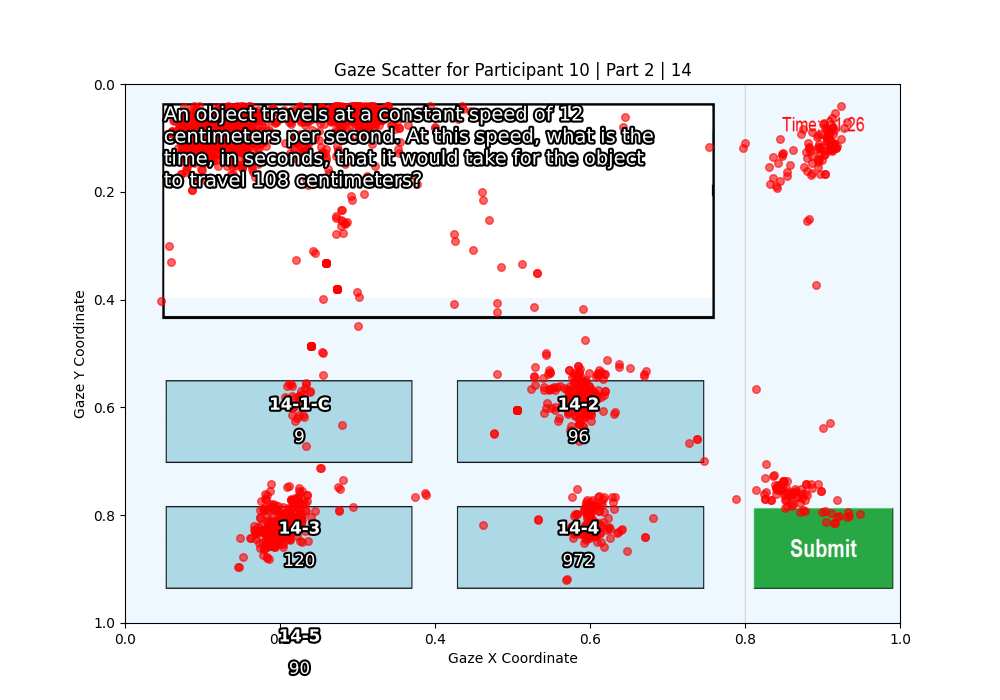 Gaze Scatter for Participant 10 | Part 2 | 14
0.0
0.2
0.4
0.6
0.8
1.0
Gaze Y Coordinate
An object travels at a constant speed of 12
centimeters per second. At this speed, what is the
time, in seconds, that it would take for the object
to travel 108 centimeters?
26
14-1-C
9
14-2
96
14-3
120
14-4
972
Submit
14-5
90
0.0
0.4
0.6
0.8
1.0
Gaze X Coordinate